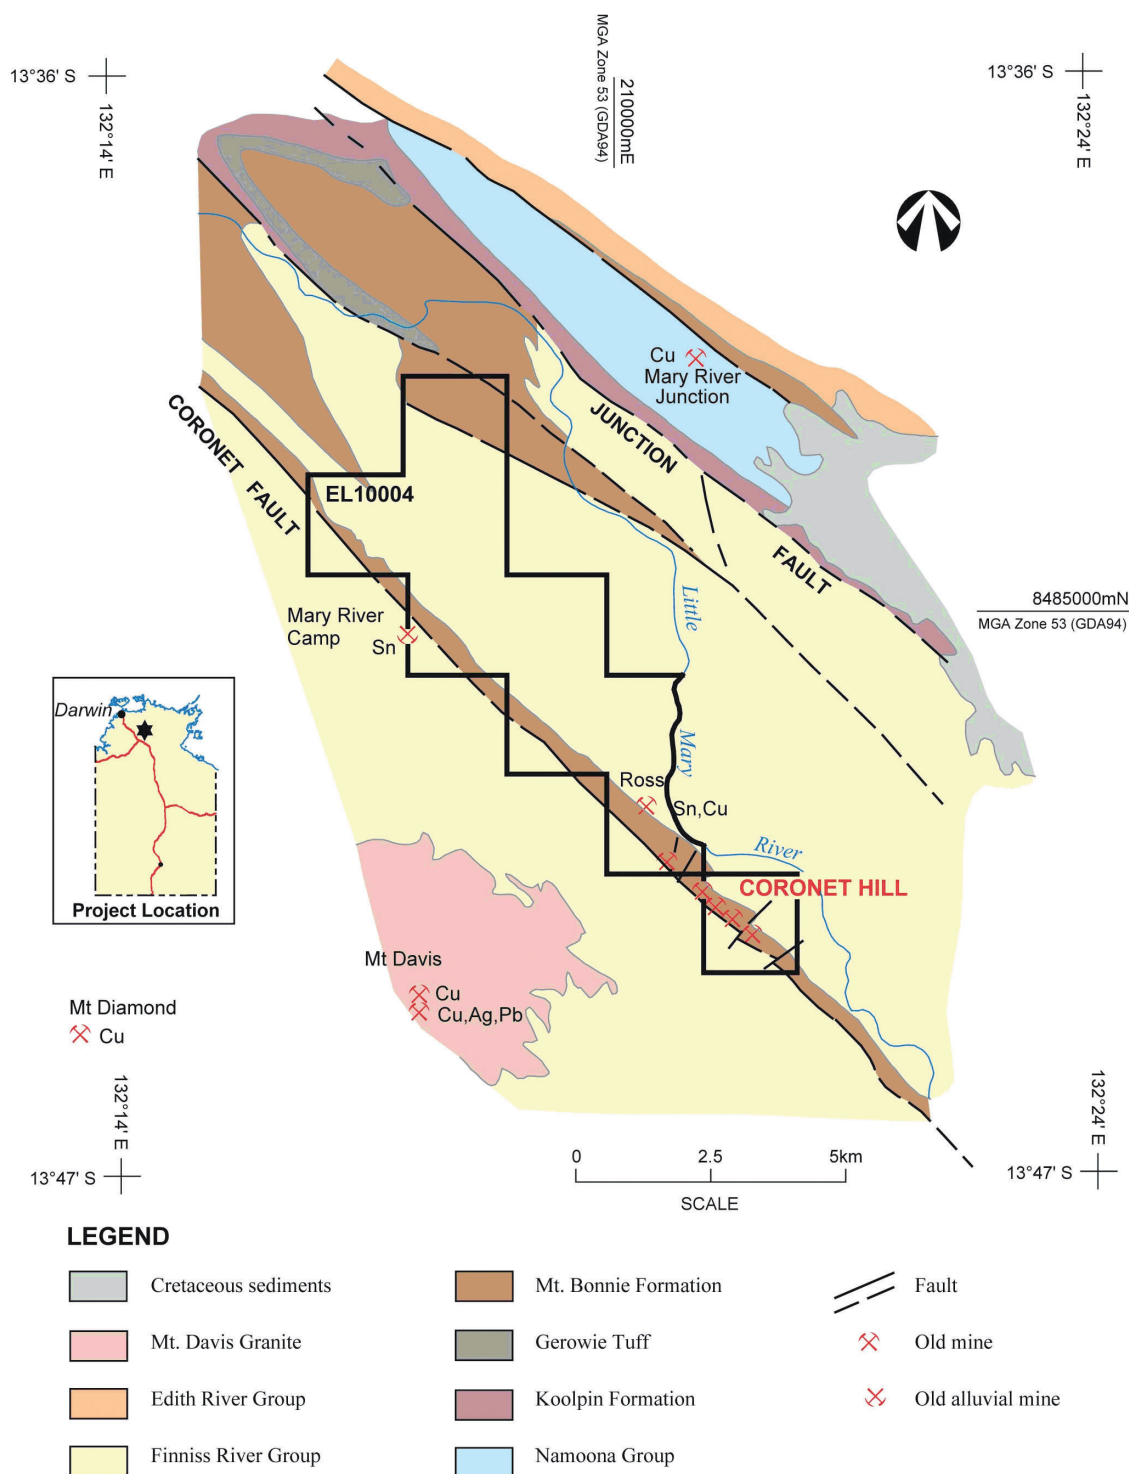 MGA Zone 53 (GDA94)
210000mE
13°36' S
132°14' E
13°36' S
132°24' E
Cu
Mary River
Junction
CORONET FAULT
JUNCTION
FAULT
EL10004
8485000mN
MGA Zone 53 (GDA94)
Little
Mary
River
Mary River
Camp
Sn
Darwin
Project Location
Ross
Sn,Cu
CORONET HILL
Mt Davis
Cu
Cu,Ag,Pb
Mt Diamond
Cu
132°14' E
13°47' S
132°24' E
13°47' S
0 2.5 5km
SCALE
LEGEND
Cretaceous sediments
Mt. Davis Granite
Edith River Group
Finniss River Group
Mt. Bonnie Formation
Gerowie Tuff
Koolpin Formation
Namoona Group
Fault
Old mine
Old alluvial mine